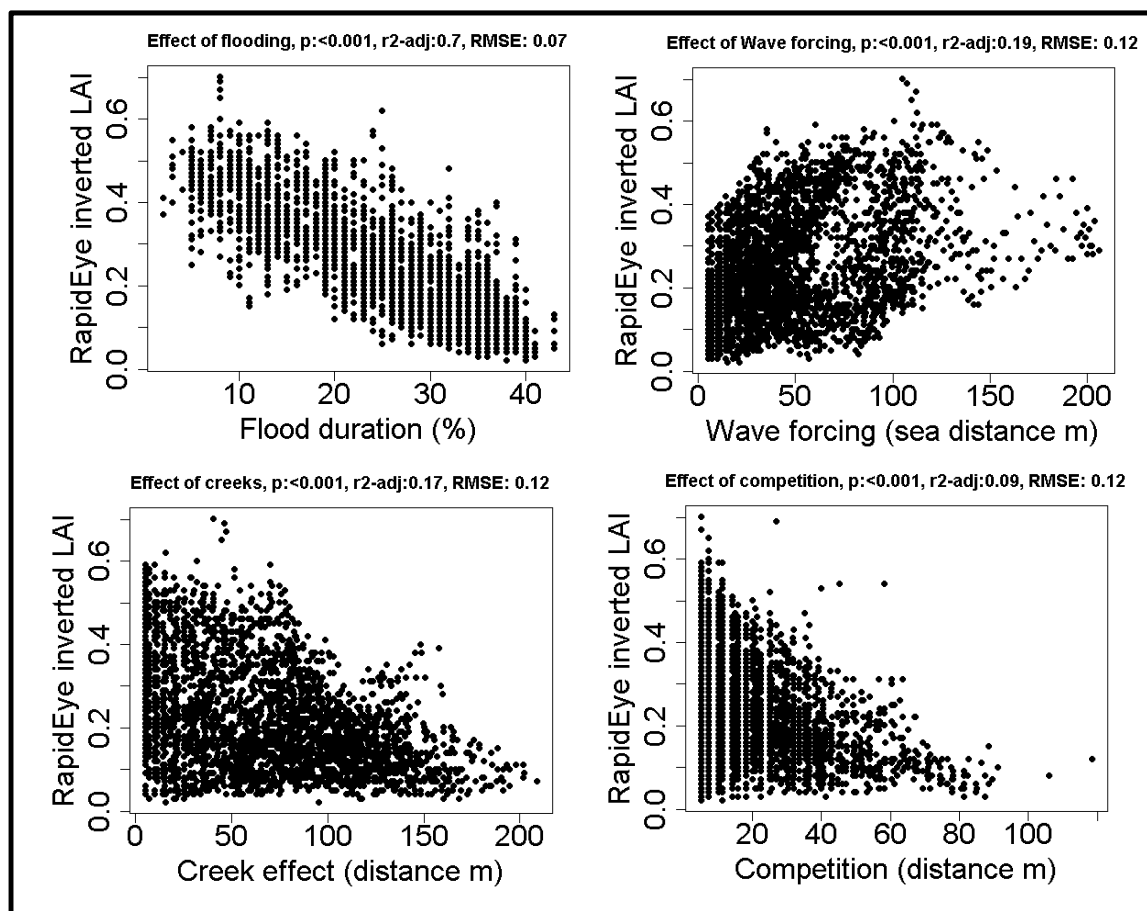 Effect of flooding, p:<0.001, r2-adj:0.7, RMSE: 0.07
RapidEye inverted LAI
0.0 0.2 0.4 0.6
10 20 30 40
Flood duration (%)
Effect of Wave forcing, p:<0.001, r2-adj:0.19, RMSE: 0.12
RapidEye inverted LAI
0.0 0.2 0.4 0.6
0 50 100 150 200
Wave forcing (sea distance m)
Effect of creeks, p:<0.001, r2-adj:0.17, RMSE: 0.12
RapidEye inverted LAI
0.0 0.2 0.4 0.6
0 50 100 150 200
Creek effect (distance m)
Effect of competition, p:<0.001, r2-adj:0.09, RMSE: 0.12
RapidEye inverted LAI
0.0 0.2 0.4 0.6
20 40 60 80 100
Competition (distance m)